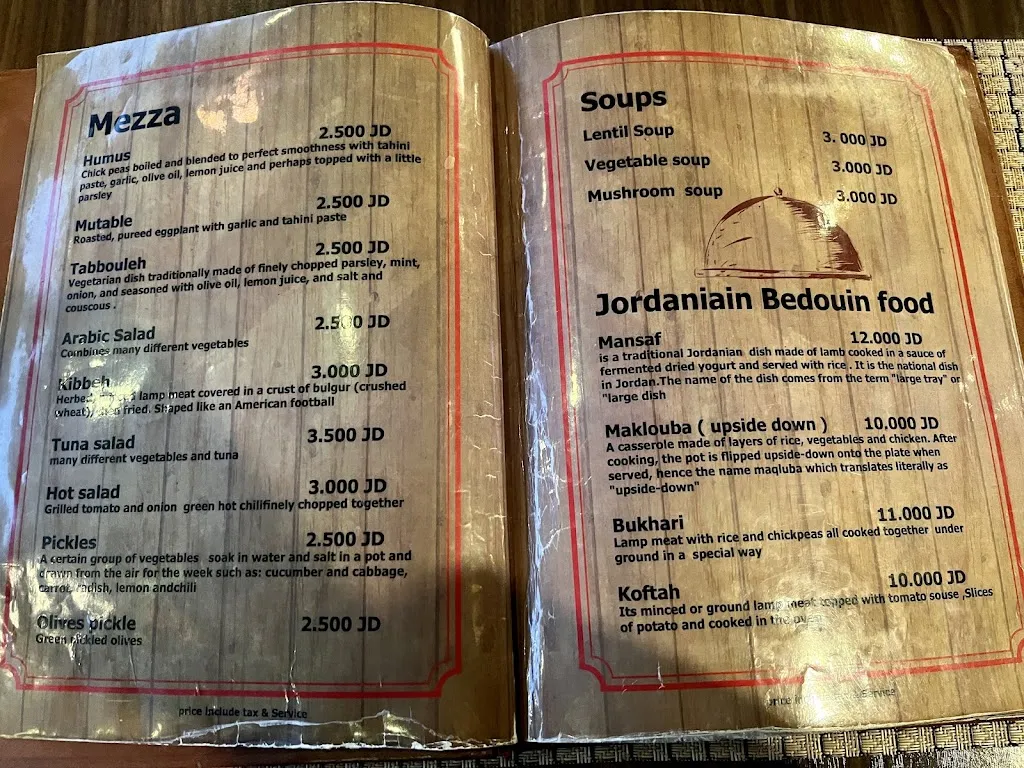 Mezza
2.500 JD
Humus
Chick peas boiled and blended to perfect smoothness with tahini
paste, garlic, olive oil, lemon juice and perhaps topped with a little
parsley
2.500 JD
Mutable
Roasted, pureed eggplant with garlic and tahini paste
2.500 JD
Tabbouleh
Vegetarian dish traditionally made of finely chopped parsley, mint,
onion, and seasoned with olive oil, lemon juice, and salt and
couscous .
2.500 JD
Arabic Salad
Combines many different vegetables
3.000 JD
Kibbeh
lamp meat covered in a crust of bulgur (crushed
wheat), fried. Shaped like an American football
3.500 JD
Tuna salad
many different vegetables and tuna
3.000 JD
Hot salad
Grilled tomato and onion green hot chilifinely chopped together
2.500 JD
Pickles
A certain group of vegetables soak in water and salt in a pot and
drawn from the air for the week such as: cucumber and cabbage,
carrot, radish, lemon andchili
2.500 JD
Olives pickle
Green pickled olives
price include tax & Service
Soups
Lentil Soup 3. 000 JD
Vegetable soup 3.000 JD
Mushroom soup 3.000 JD
Jordaniain Bedouin food
Mansaf 12.000 JD
is a traditional Jordanian dish made of lamb cooked in a sauce of
fermented dried yogurt and served with rice . It is the national dish
in Jordan.The name of the dish comes from the term "large tray" or
"large dish
Maklouba ( upside down ) 10.000 JD
A casserole made of layers of rice, vegetables and chicken. After
cooking, the pot is flipped upside-down onto the plate when
served, hence the name maqluba which translates literally as
"upside-down"
11.000 JD
Bukhari
Lamp meat with rice and chickpeas all cooked together under
ground in a special way
10.000 JD
Koftah
Its minced or ground lamp meat topped with tomato souse ,Slices
of potato and cooked in the oven
price & Service